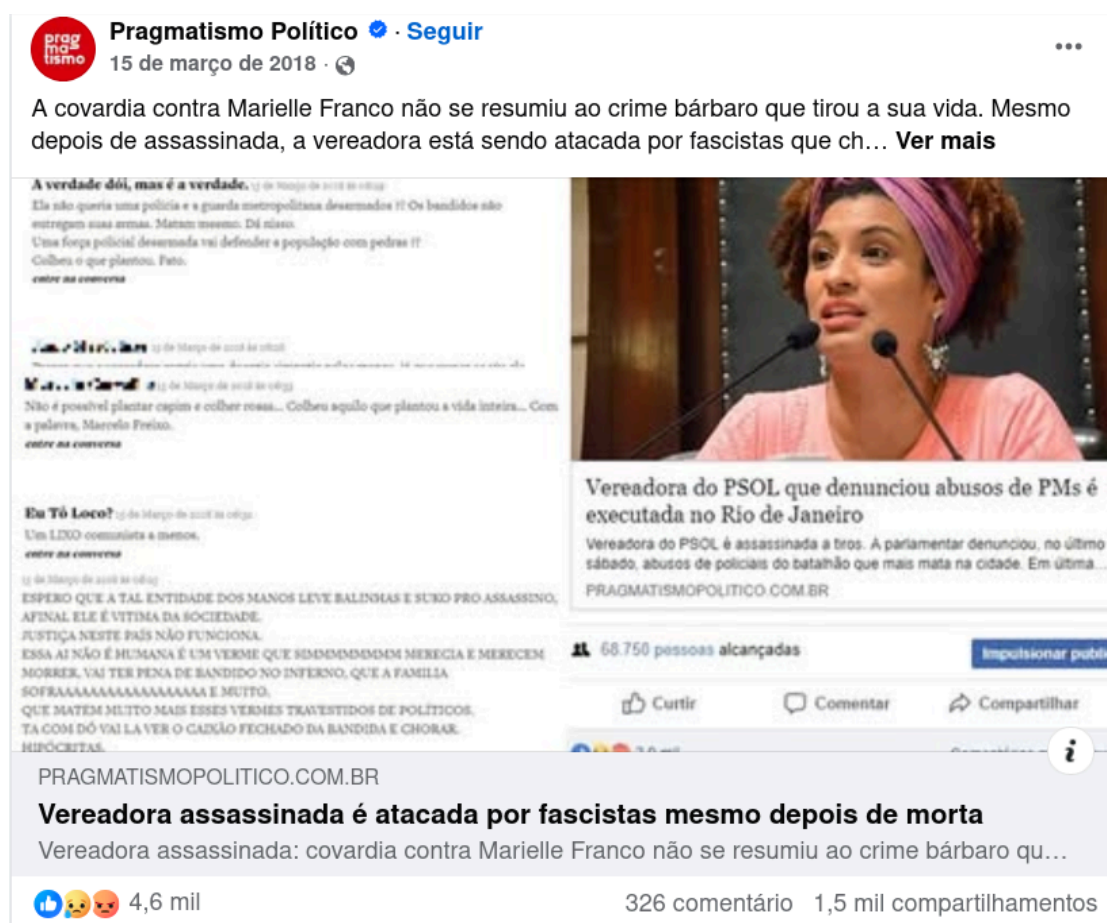 prag
ma
tismo
Pragmatismo Político · Seguir
15 de março de 2018 ·
A covardia contra Marielle Franco não se resumiu ao crime bárbaro que tirou a sua vida. Mesmo
depois de assassinada, a vereadora está sendo atacada por fascistas que ch… Ver mais
A verdade dói, mas é a verdade.
Ela não queria uma policia e a guarda metropolitana desarmados !? Os bandidos não
entregam suas armas. Matam mesmo. Dá nisso.
Uma força policial desarmada vai defender a população com pedras !?
Colheu o que plantou. Fato.
entre na conversa
Não é possível plantar capim e colher rosas... Colheu aquilo que plantou a vida inteira... Com
a palavra, Marcelo Freixo.
entre na conversa
Eu Tô Loco?
Um LIXO comunista a menos.
entre na conversa
ESPERO QUE A TAL ENTIDADE DOS MANOS LEVE BALINHAS E SUKO PRO ASSASSINO,
AFINAL ELE É VITIMA DA SOCIEDADE.
JUSTIÇA NESTE PAÍS NÃO FUNCIONA.
ESSA AI NÃO É HUMANA É UM VERME QUE SIMMMMMMMM MERECIA E MERECEM
MORRER, VAI TER PENA DE BANDIDO NO INFERNO, QUE A FAMILIA
SOFRAAAAAAAAAAAAAAAAAA E MUITO.
QUE MATEM MUITO MAIS ESSES VERMES TRAVESTIDOS DE POLÍTICOS.
TA COM DÓ VAI LA VER O CAIXÃO FECHADO DA BANDIDA E CHORAR.
HIPÓCRITAS.
Vereadora do PSOL que denunciou abusos de PMs é
executada no Rio de Janeiro
Vereadora do PSOL é assassinada a tiros. A parlamentar denunciou, no último
sábado, abusos de policiais do batalhão que mais mata na cidade. Em última...
PRAGMATISMOPOLITICO.COM.BR
68.750 pessoas alcançadas
Impulsionar publi
Curtir Comentar Compartilhar
i
PRAGMATISMOPOLITICO.COM.BR
Vereadora assassinada é atacada por fascistas mesmo depois de morta
Vereadora assassinada: covardia contra Marielle Franco não se resumiu ao crime bárbaro qu…
4,6 mil 326 comentário 1,5 mil compartilhamentos